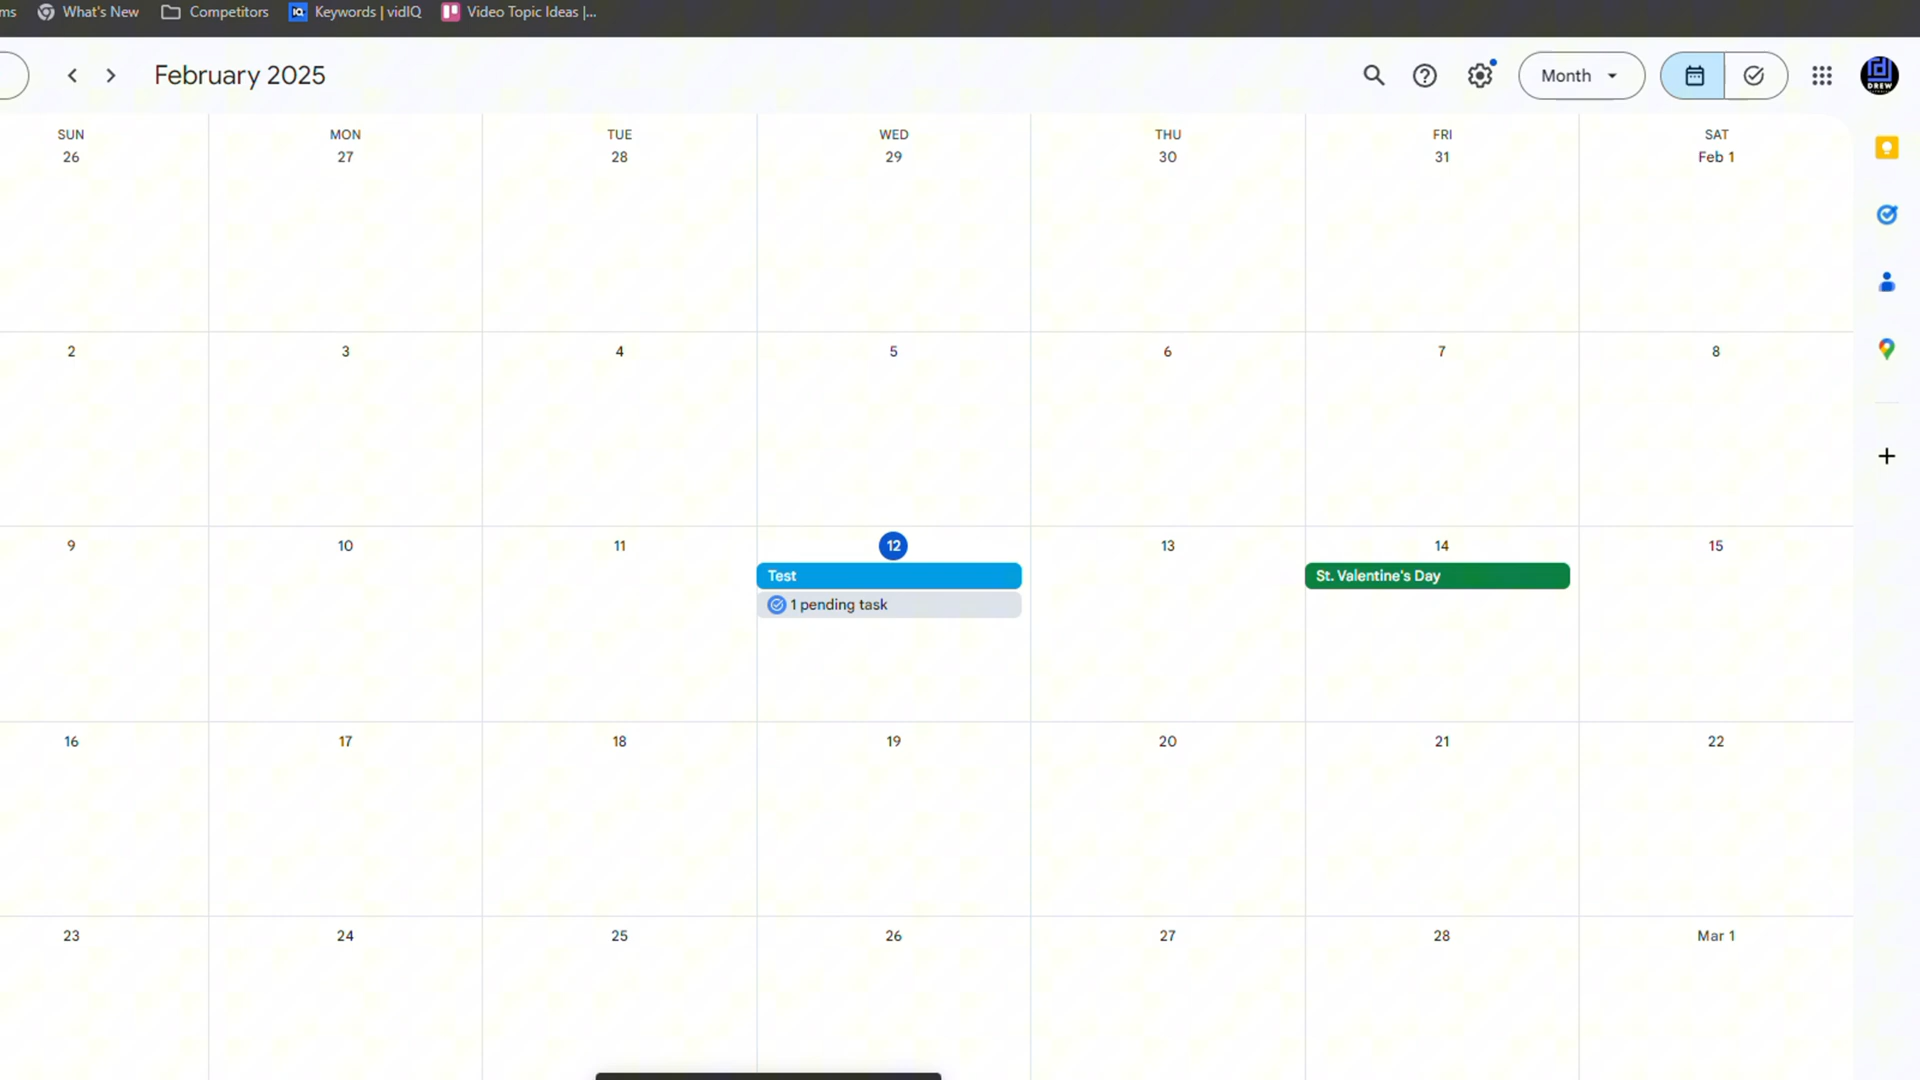 ms What's New Competitors Keywords | vidIQ Video Topic Ideas |...
February 2025 Month
DREW
SUN MON TUE WED THU FRI SAT
26 27 28 29 30 31 Feb 1
2 3 4 5 6 7 8
9 10 11 12 13 14 15
Test St. Valentine's Day
1 pending task
16 17 18 19 20 21 22
23 24 25 26 27 28 Mar 1